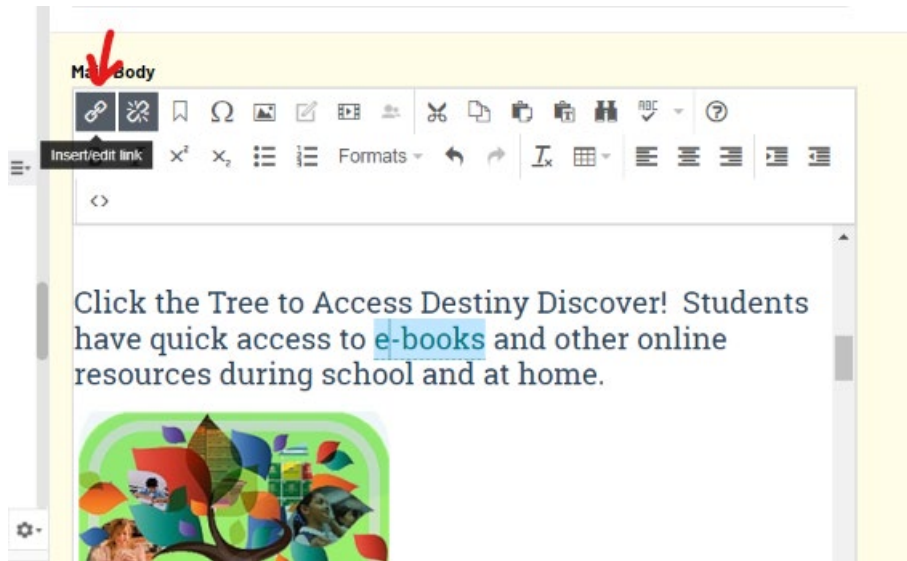 Main Body
ABC
Insert/edit link
Formats
Click the Tree to Access Destiny Discover!  Students
have quick access to e-books and other online
resources during school and at home.